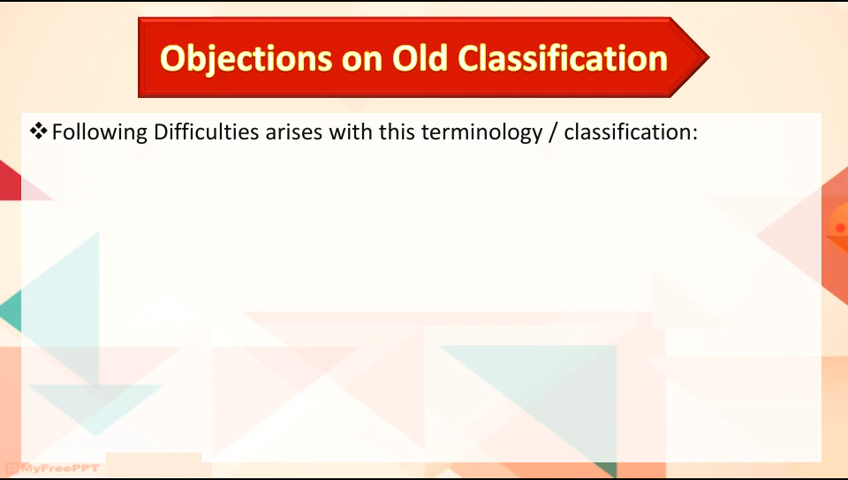 Objections on Old Classification
❖Following Difficulties arises with this terminology / classification:
MyFreePPT